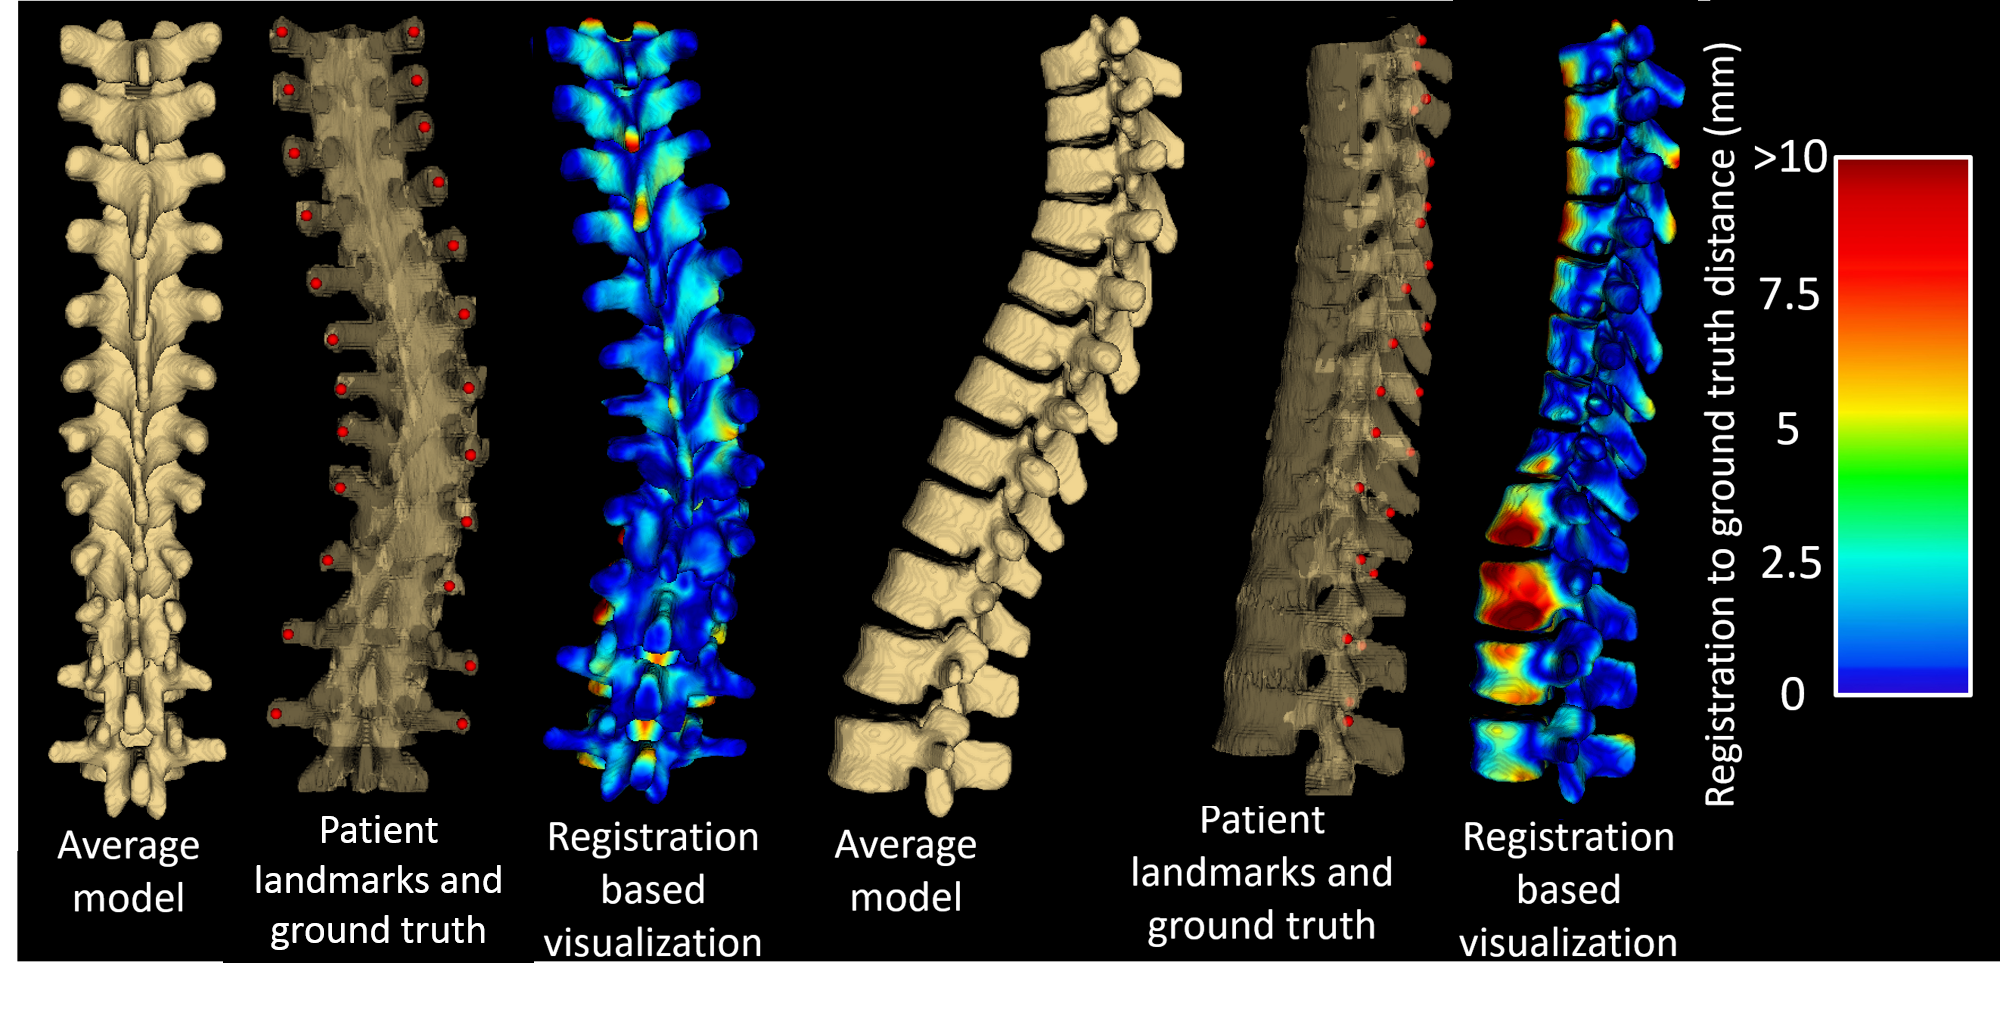 Average
model
Patient
landmarks and
ground truth
Registration
based
visualization
Average
model
Patient
landmarks and
ground truth
Registration
based
visualization
Registration to ground truth distance (mm)
>10
7.5
5
2.5
0